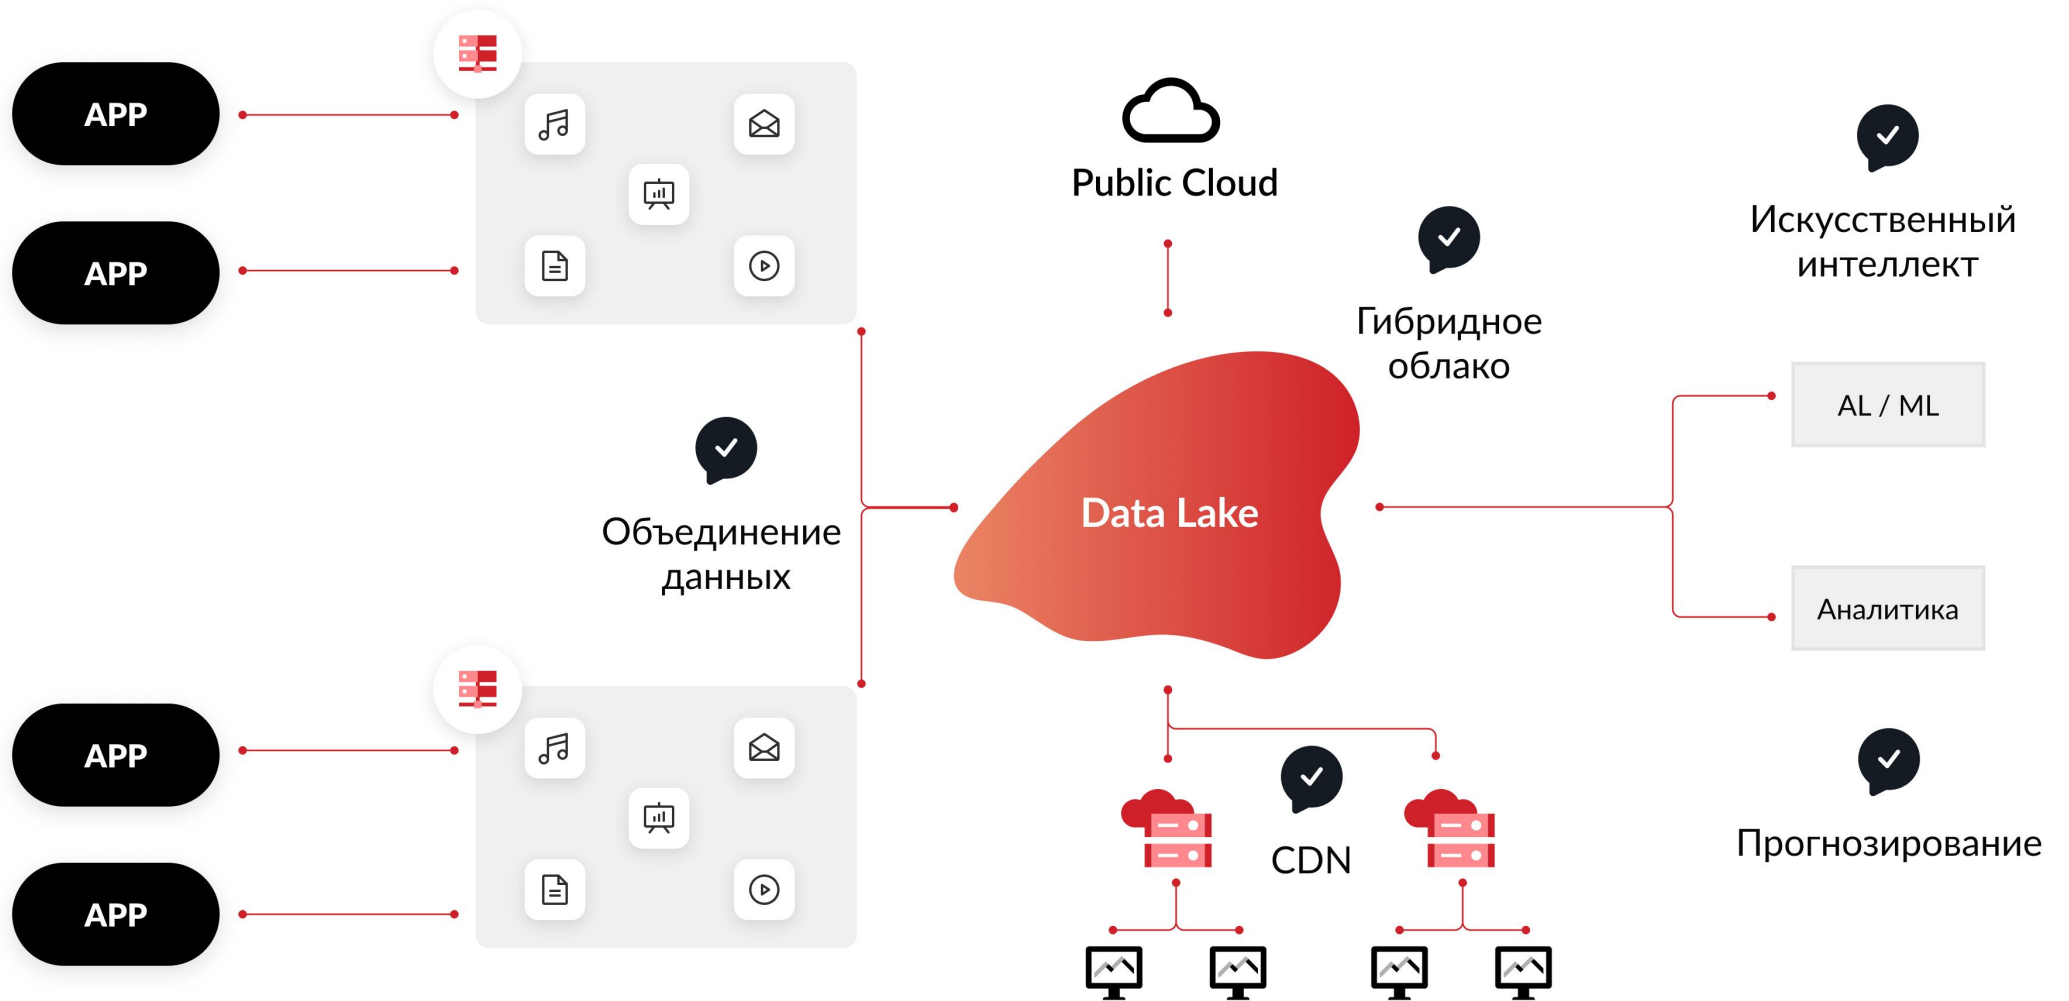 APP
APP
Public Cloud
Гибридное
облако
Искусственный
интеллект
Объединение
данных
Data Lake
AL / ML
Аналитика
APP
APP
CDN
Прогнозирование